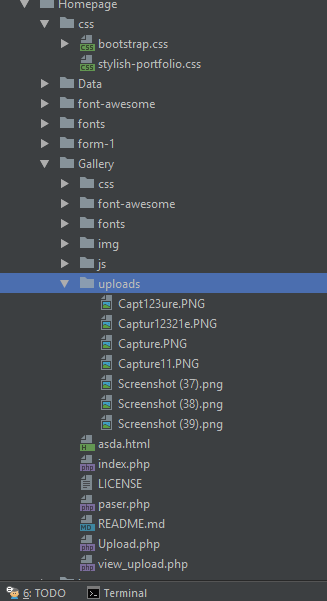 Homepage
css
bootstrap.css
stylish-portfolio.css
Data
font-awesome
fonts
form-1
Gallery
css
font-awesome
fonts
img
js
uploads
Capt123ure.PNG
Captur12321e.PNG
Capture.PNG
Capture11.PNG
Screenshot (37).png
Screenshot (38).png
Screenshot (39).png
asda.html
index.php
LICENSE
paser.php
README.md
Upload.php
view_upload.php
6: TODO Terminal